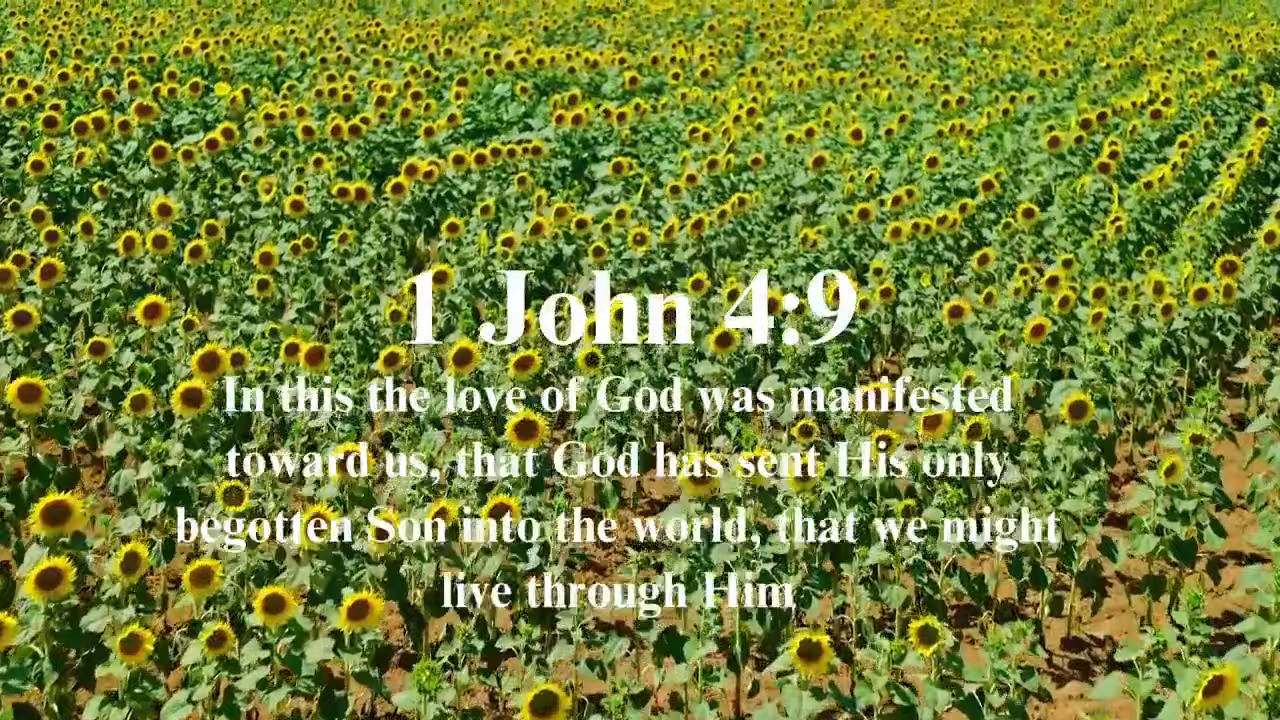 1 John 4:9
In this the love of God was manifested
toward us, that God has sent His only
begotten Son into the world, that we might
live through Him